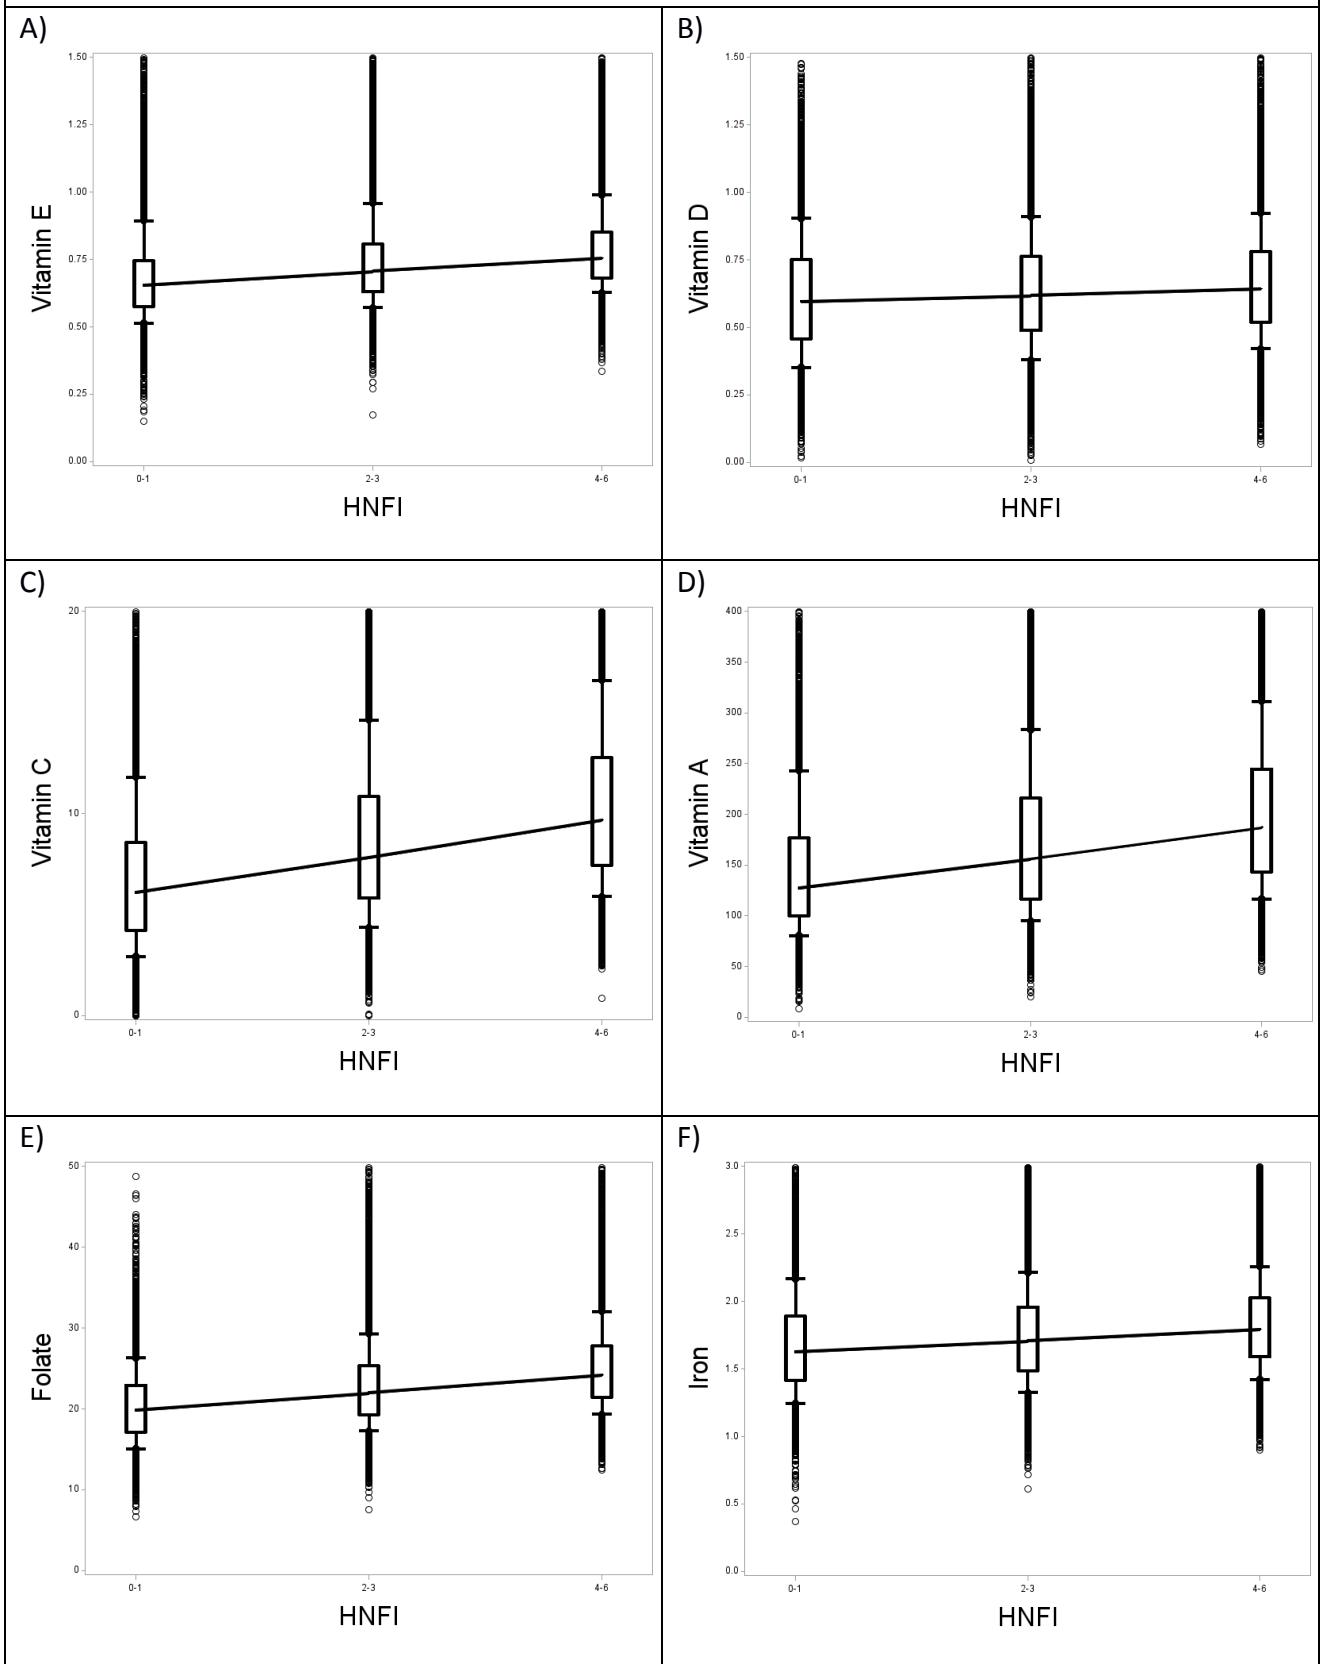 A)
1.50
1.25
1.00
0.75
0.50
0.25
0.00
Vitamin E
0-1 2-3 4-6
HNFI
B)
1.50
1.25
1.00
0.75
0.50
0.25
0.00
Vitamin D
0-1 2-3 4-6
HNFI
C)
20
10
0
Vitamin C
0-1 2-3 4-6
HNFI
D)
400
350
300
250
200
150
100
50
0
Vitamin A
0-1 2-3 4-6
HNFI
E)
50
40
30
20
10
0
Folate
0-1 2-3 4-6
HNFI
F)
3.0
2.5
2.0
1.5
1.0
0.5
0.0
Iron
0-1 2-3 4-6
HNFI